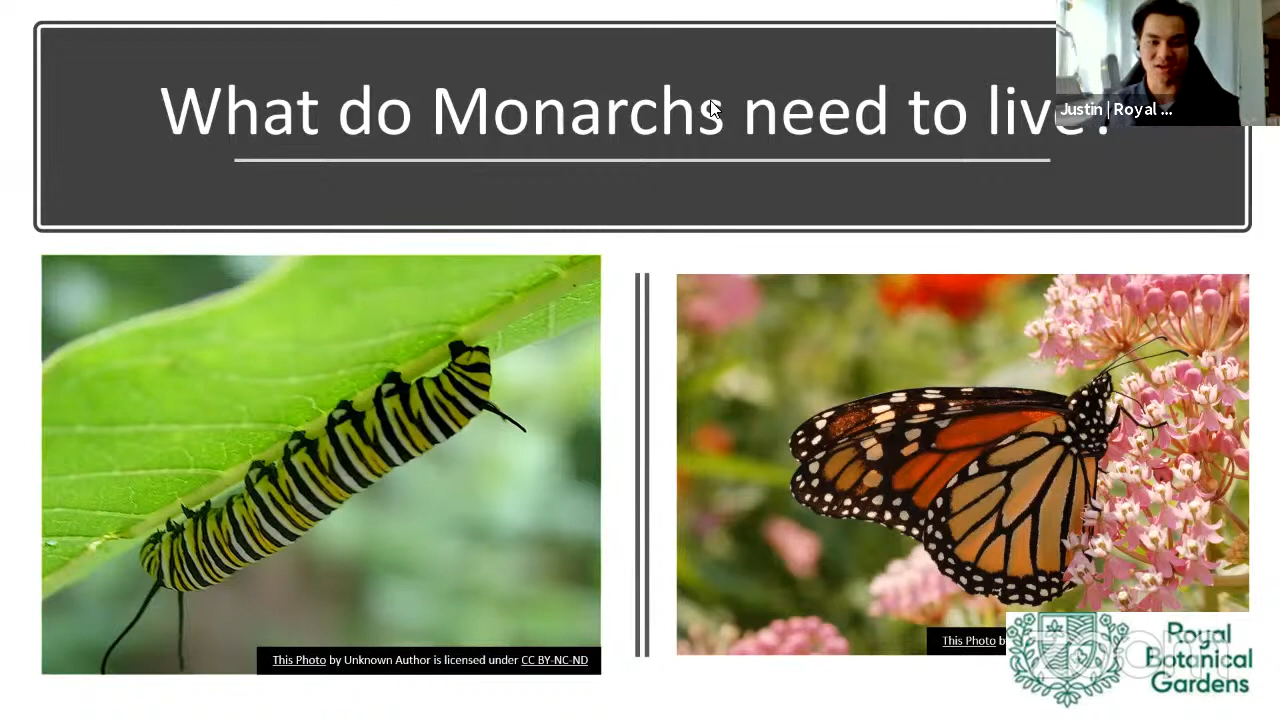 What do Monarchs need to live?
Justin | Royal ...
This Photo by Unknown Author is licensed under CC BY-NC-ND
This Photo b
zoom
Royal
Botanical
Gardens